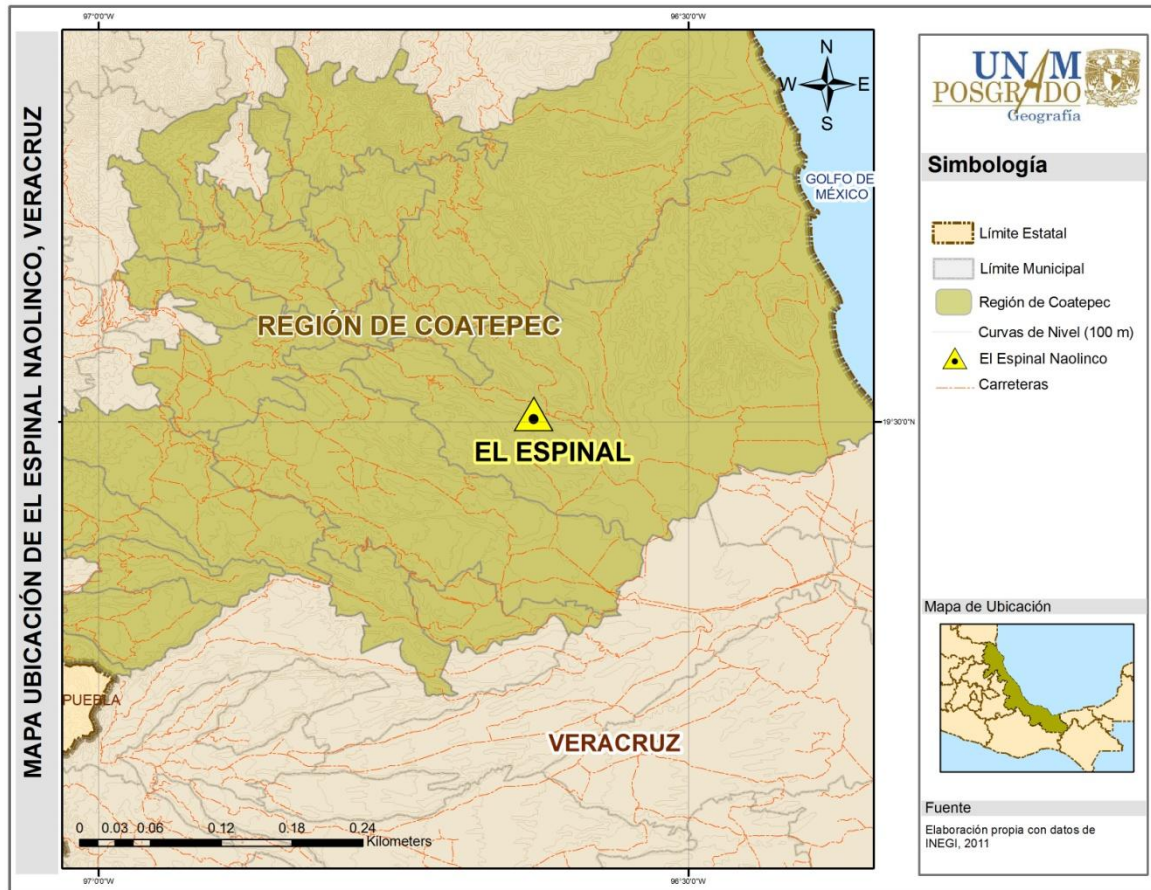 MAPA UBICACIÓN DE EL ESPINAL NAOLINCO, VERACRUZ
97°0'0"W
96°30'0"W
N
W
E
S
GOLFO DE
MÉXICO
REGIÓN DE COATEPEC
19°30'0"N
EL ESPINAL
PUEBLA
VERACRUZ
0 0.03 0.06 0.12 0.18 0.24
Kilometers
97°0'0"W
96°30'0"W
UNAM
POSGRADO
Geografía
Simbología
Límite Estatal
Límite Municipal
Región de Coatepec
Curvas de Nivel (100 m)
El Espinal Naolinco
Carreteras
Mapa de Ubicación
Fuente
Elaboración propia con datos de
INEGI, 2011